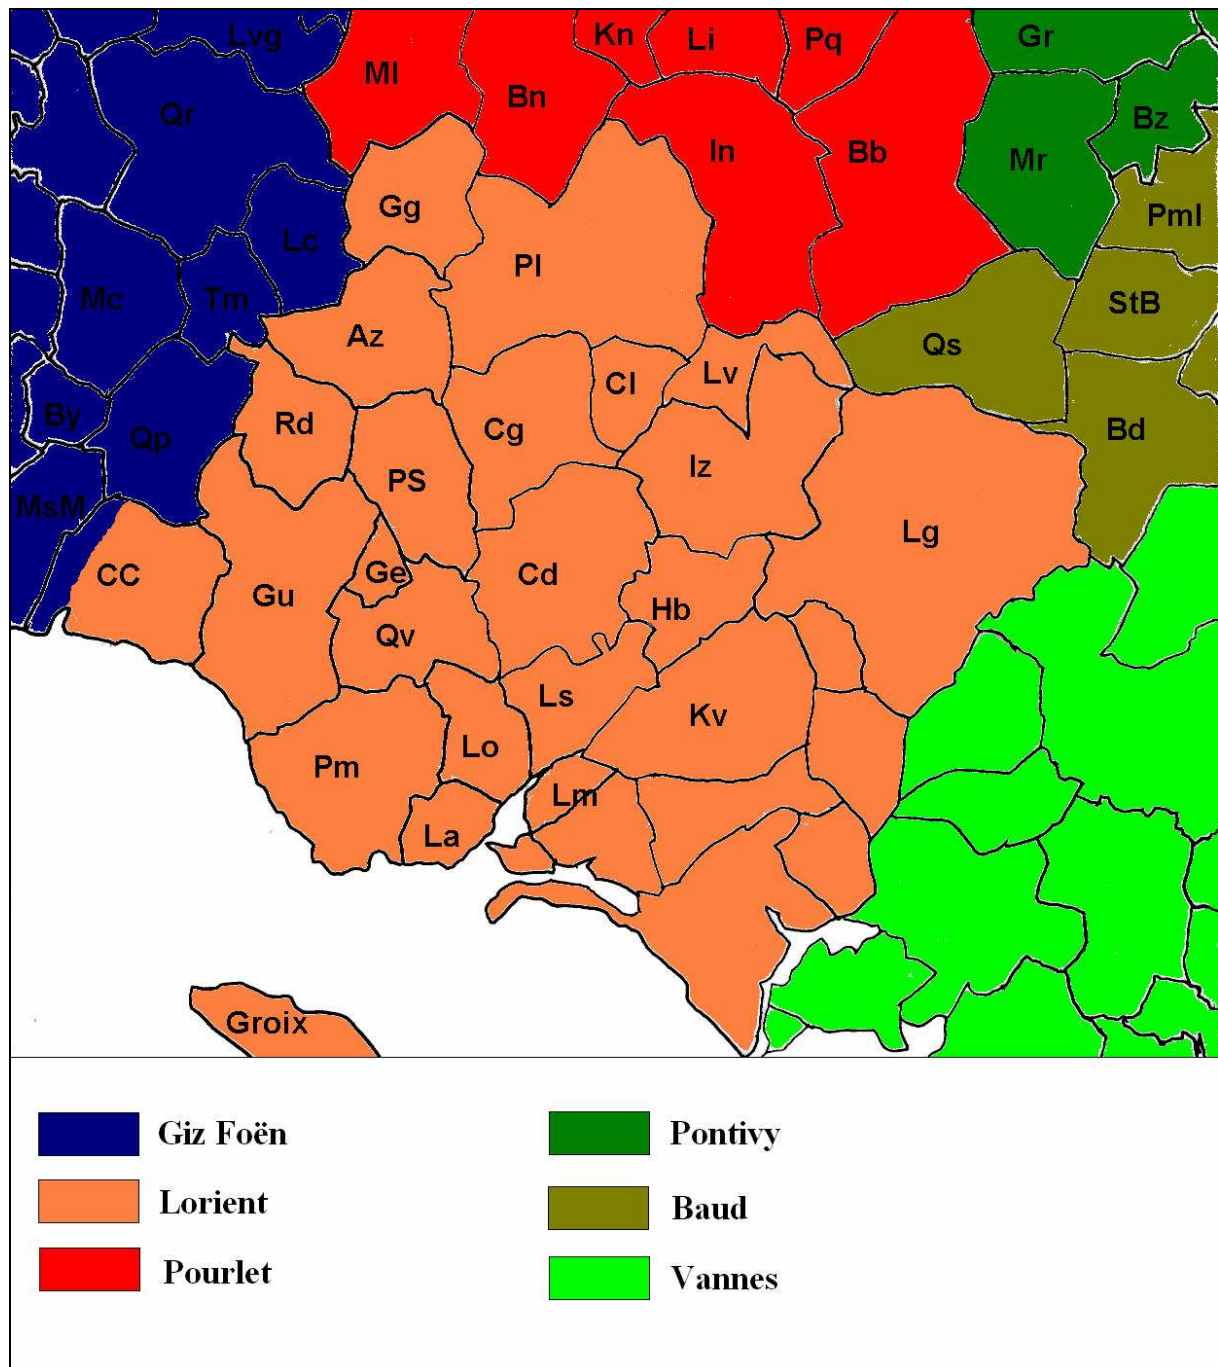 Lvg
Kn
Li
Pq
Gr
Ml
Bn
Qr
Bz
In
Bb
Mr
Gg
Pml
Lc
Pl
Mc
Tm
StB
Az
Qs
Lv
Cl
By
Qp
Rd
Cg
Bd
Iz
PS
MsM
Lg
CC
Ge
Cd
Gu
Hb
Qv
Ls
Kv
Lo
Pm
Lm
La
Groix
Giz Foën
Pontivy
Lorient
Baud
Pourlet
Vannes